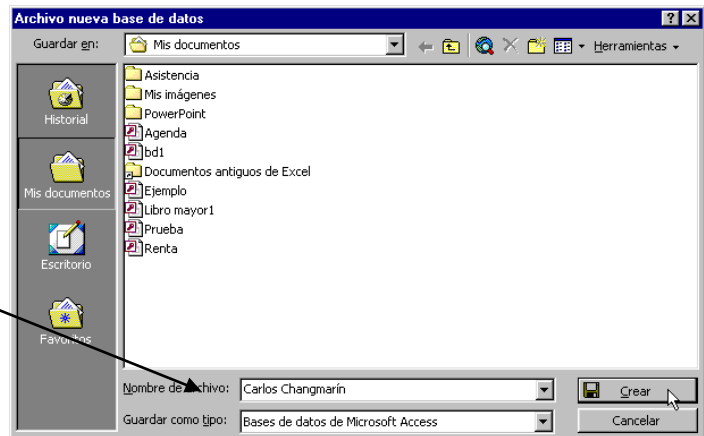 Archivo nueva base de datos
Guardar en: Mis documentos Herramientas
Historial
Mis documentos
Escritorio
Favoritos
Asistencia
Mis imágenes
PowerPoint
Agenda
bd1
Documentos antiguos de Excel
Ejemplo
Libro mayor1
Prueba
Renta
Nombre de archivo: Carlos Changmarín Crear
Guardar como tipo: Bases de datos de Microsoft Access Cancelar